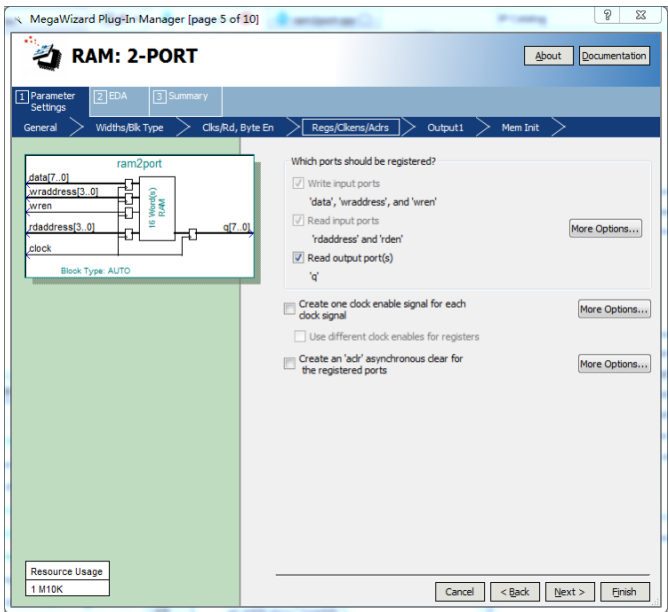 MegaWizard Plug-In Manager [page 5 of 10]
RAM: 2-PORT
About
Documentation
1 Parameter Settings
2 EDA
3 Summary
General
Widths/Blk Type
Clks/Rd, Byte En
Regs/Clkens/Adrs
Output1
Mem Init
ram2port
data[7..0]
wraddress[3..0]
wren
rdaddress[3..0]
clock
16 Word(s)
RAM
q[7..0]
Block Type: AUTO
Which ports should be registered?
Write input ports
'data', 'wraddress', and 'wren'
Read input ports
'rdaddress' and 'rden'
More Options...
Read output port(s)
'q'
Create one clock enable signal for each
clock signal
More Options...
Use different clock enables for registers
Create an 'aclr' asynchronous clear for
the registered ports
More Options...
Resource Usage
1 M10K
Cancel
< Back
Next >
Finish